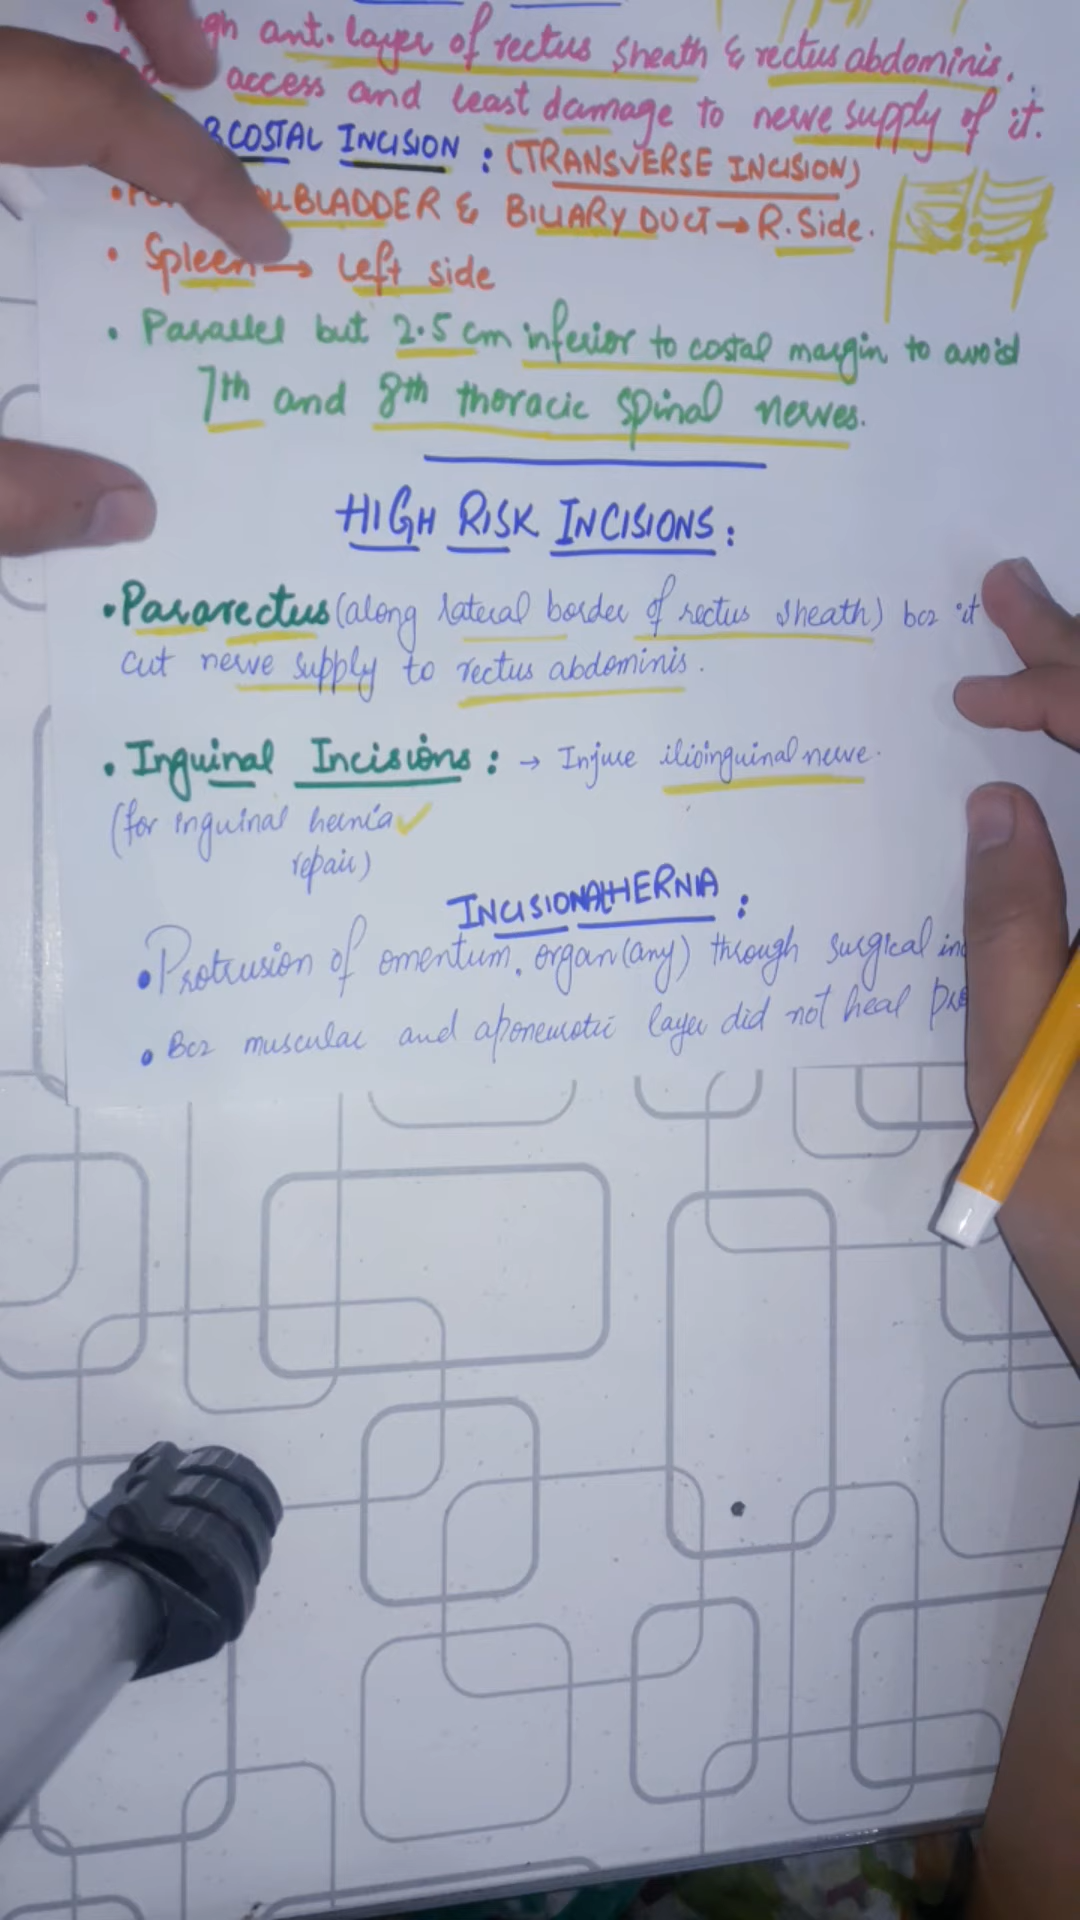 ant. layer of rectus sheath & rectus abdominis.
access and least damage to nerve supply of it.
INCISION : (TRANSVERSE INCISION)
& BILIARY DUCT → R. Side.
• Spleen → left side
• Parallel but 2.5 cm inferior to costal margin to avoid
7th and 8th thoracic spinal nerves.
HIGH RISK INCISIONS:
• Pararectus (along lateral border of rectus sheath) bcz it
cut nerve supply to rectus abdominis.
• Inguinal Incisions: → Injure ilioinguinal nerve.
(for inguinal hernia ✓
repair)
INCISIONAL HERNIA :
• Protrusion of omentum, organ (any) through surgical
• Bcz muscular and aponeurotic layer did not heal